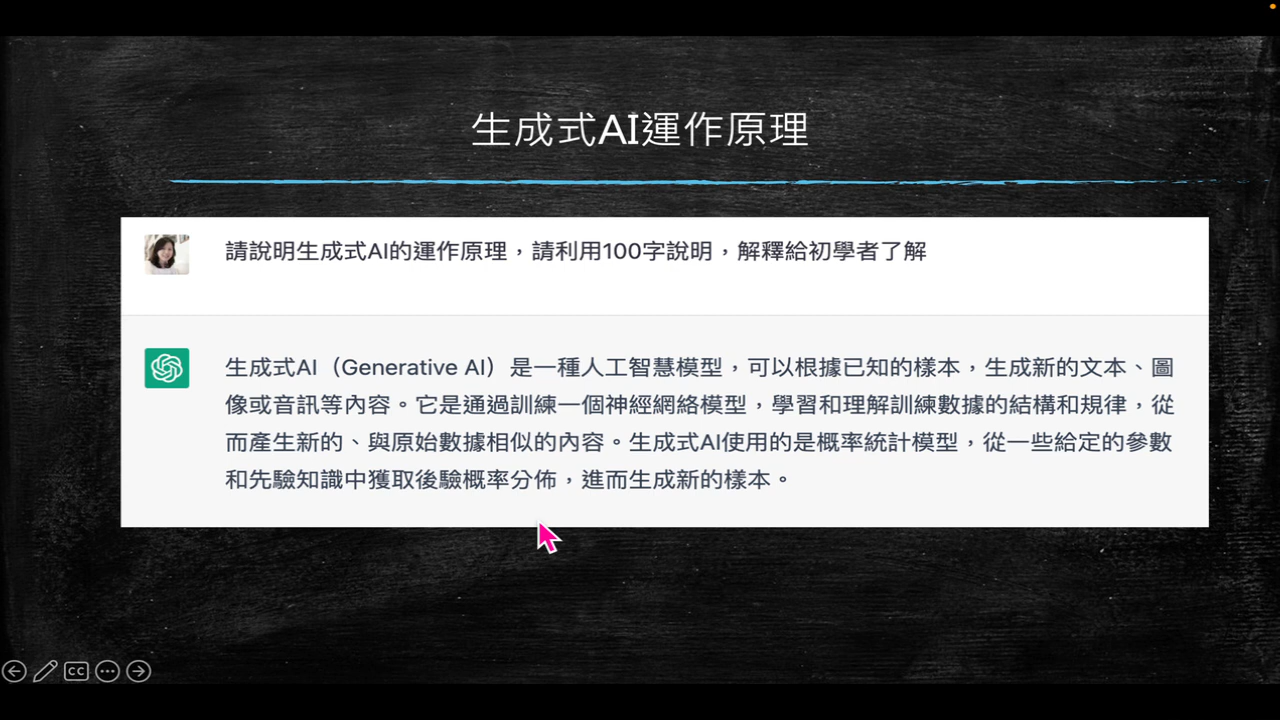 生成式AI運作原理
請說明生成式AI的運作原理，請利用100字說明，解釋給初學者了解
生成式AI（Generative AI）是一種人工智慧模型，可以根據已知的樣本，生成新的文本、圖
像或音訊等內容。它是通過訓練一個神經網絡模型，學習和理解訓練數據的結構和規律，從
而產生新的、與原始數據相似的內容。生成式AI使用的是概率統計模型，從一些給定的參數
和先驗知識中獲取後驗概率分佈，進而生成新的樣本。
CC